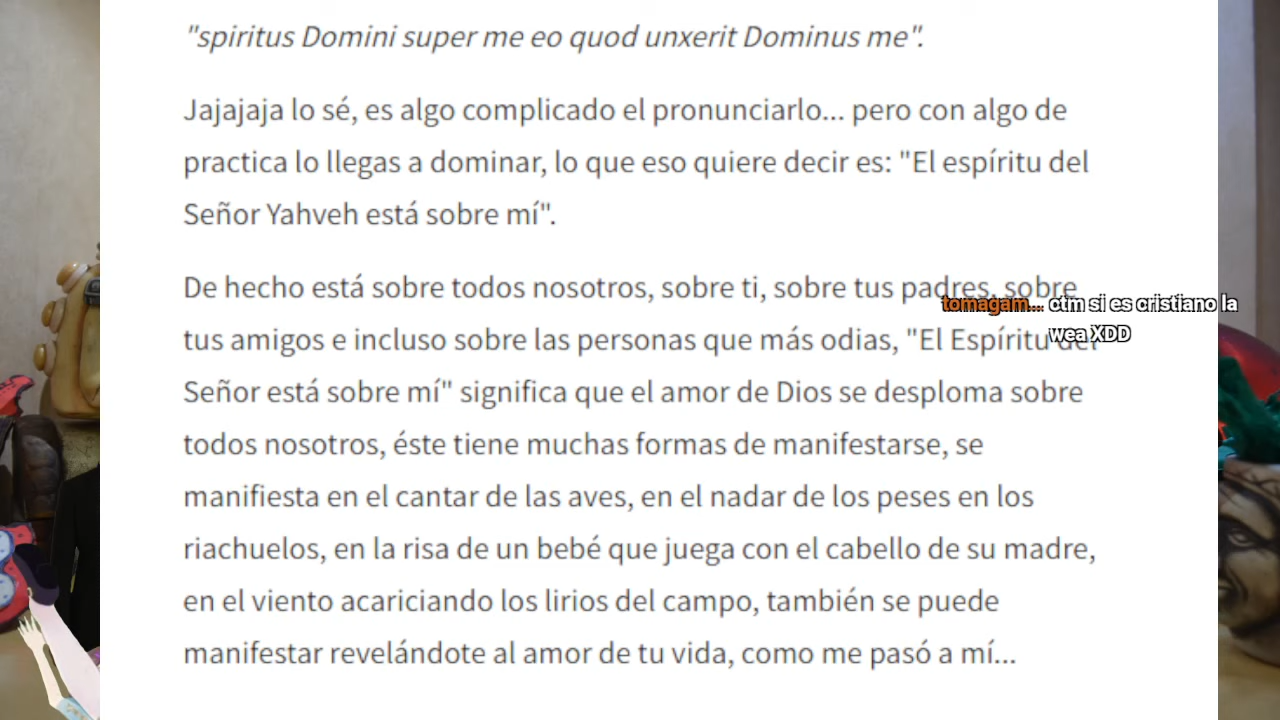 "spiritus Domini super me eo quod unxerit Dominus me".
Jajajaja lo sé, es algo complicado el pronunciarlo... pero con algo de
practica lo llegas a dominar, lo que eso quiere decir es: "El espíritu del
Señor Yahveh está sobre mí".
De hecho está sobre todos nosotros, sobre ti, sobre tus padres, sobre
tus amigos e incluso sobre las personas que más odias, "El Espíritu del
Señor está sobre mí" significa que el amor de Dios se desploma sobre
todos nosotros, éste tiene muchas formas de manifestarse, se
manifiesta en el cantar de las aves, en el nadar de los peses en los
riachuelos, en la risa de un bebé que juega con el cabello de su madre,
en el viento acariciando los lirios del campo, también se puede
manifestar revelándote al amor de tu vida, como me pasó a mí...
tomagam... ctm si es cristiano la
wea XDD